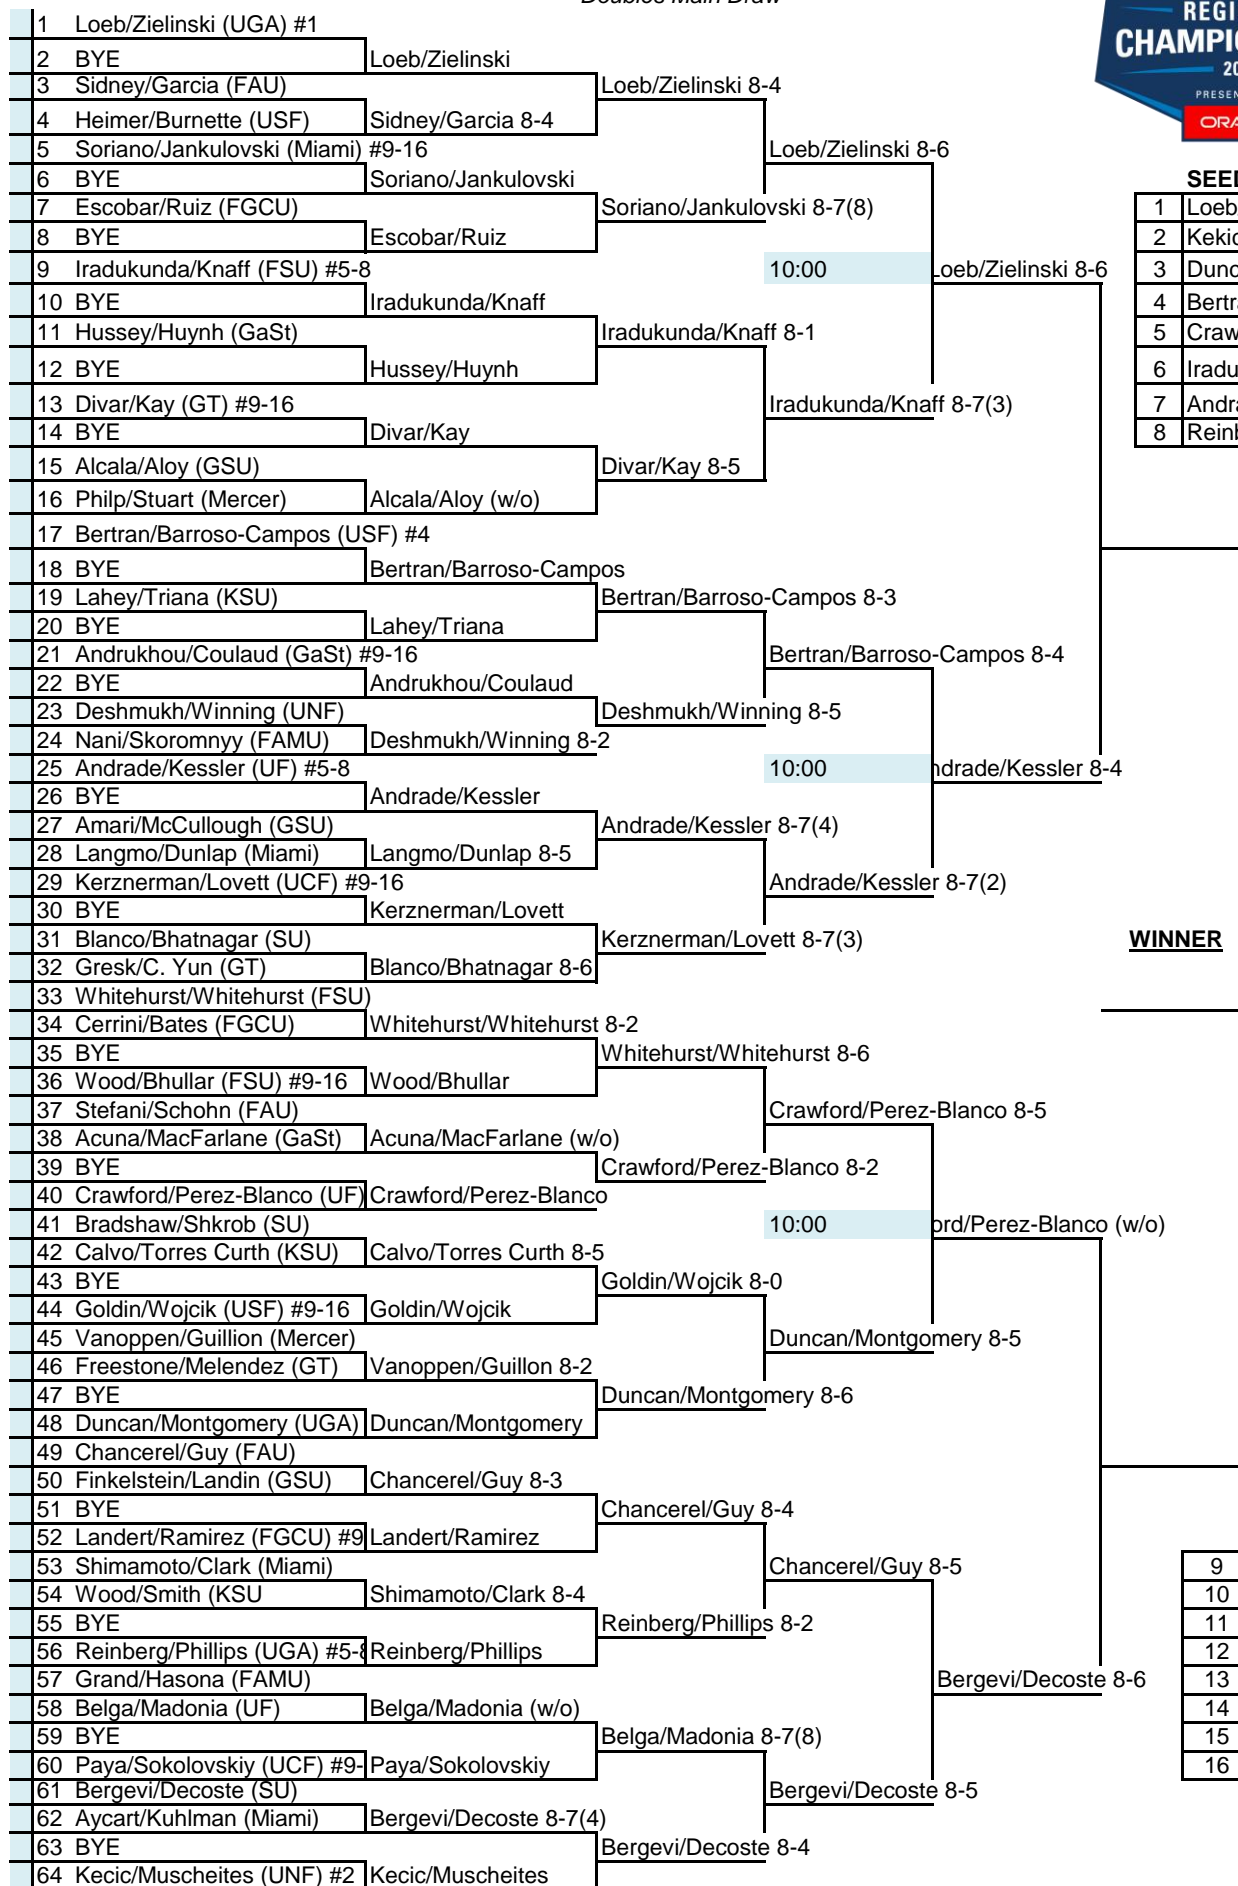 Doubles Main Draw
REGI
CHAMPI
20
PRESEN
ORA
1 Loeb/Zielinski (UGA) #1
2 BYE Loeb/Zielinski
3 Sidney/Garcia (FAU) Loeb/Zielinski 8-4
4 Heimer/Burnette (USF) Sidney/Garcia 8-4
5 Soriano/Jankulovski (Miami) #9-16 Loeb/Zielinski 8-6
6 BYE Soriano/Jankulovski SEED
7 Escobar/Ruiz (FGCU) Soriano/Jankulovski 8-7(8) 1 Loeb
8 BYE Escobar/Ruiz 2 Kekic
9 Iradukunda/Knaff (FSU) #5-8 10:00 Loeb/Zielinski 8-6 3 Dunc
10 BYE Iradukunda/Knaff 4 Bertr
11 Hussey/Huynh (GaSt) Iradukunda/Knaff 8-1 5 Craw
12 BYE Hussey/Huynh 6 Iradu
13 Divar/Kay (GT) #9-16 Iradukunda/Knaff 8-7(3) 7 Andra
14 BYE Divar/Kay 8 Reinb
15 Alcala/Aloy (GSU) Divar/Kay 8-5
16 Philp/Stuart (Mercer) Alcala/Aloy (w/o)
17 Bertran/Barroso-Campos (USF) #4
18 BYE Bertran/Barroso-Campos
19 Lahey/Triana (KSU) Bertran/Barroso-Campos 8-3
20 BYE Lahey/Triana
21 Andrukhou/Coulaud (GaSt) #9-16 Bertran/Barroso-Campos 8-4
22 BYE Andrukhou/Coulaud
23 Deshmukh/Winning (UNF) Deshmukh/Winning 8-5
24 Nani/Skoromnyy (FAMU) Deshmukh/Winning 8-2
25 Andrade/Kessler (UF) #5-8 10:00 ndrade/Kessler 8-4
26 BYE Andrade/Kessler
27 Amari/McCullough (GSU) Andrade/Kessler 8-7(4)
28 Langmo/Dunlap (Miami) Langmo/Dunlap 8-5
29 Kerznerman/Lovett (UCF) #9-16 Andrade/Kessler 8-7(2)
30 BYE Kerznerman/Lovett
31 Blanco/Bhatnagar (SU) Kerznerman/Lovett 8-7(3) WINNER
32 Gresk/C. Yun (GT) Blanco/Bhatnagar 8-6
33 Whitehurst/Whitehurst (FSU)
34 Cerrini/Bates (FGCU) Whitehurst/Whitehurst 8-2
35 BYE Whitehurst/Whitehurst 8-6
36 Wood/Bhullar (FSU) #9-16 Wood/Bhullar
37 Stefani/Schohn (FAU) Crawford/Perez-Blanco 8-5
38 Acuna/MacFarlane (GaSt) Acuna/MacFarlane (w/o)
39 BYE Crawford/Perez-Blanco 8-2
40 Crawford/Perez-Blanco (UF) Crawford/Perez-Blanco
41 Bradshaw/Shkrob (SU) 10:00 ord/Perez-Blanco (w/o)
42 Calvo/Torres Curth (KSU) Calvo/Torres Curth 8-5
43 BYE Goldin/Wojcik 8-0
44 Goldin/Wojcik (USF) #9-16 Goldin/Wojcik
45 Vanoppen/Guillion (Mercer) Duncan/Montgomery 8-5
46 Freestone/Melendez (GT) Vanoppen/Guillon 8-2
47 BYE Duncan/Montgomery 8-6
48 Duncan/Montgomery (UGA) Duncan/Montgomery
49 Chancerel/Guy (FAU)
50 Finkelstein/Landin (GSU) Chancerel/Guy 8-3
51 BYE Chancerel/Guy 8-4
52 Landert/Ramirez (FGCU) #9 Landert/Ramirez
53 Shimamoto/Clark (Miami) Chancerel/Guy 8-5 9
54 Wood/Smith (KSU Shimamoto/Clark 8-4 10
55 BYE Reinberg/Phillips 8-2 11
56 Reinberg/Phillips (UGA) #5-8 Reinberg/Phillips 12
57 Grand/Hasona (FAMU) Bergevi/Decoste 8-6 13
58 Belga/Madonia (UF) Belga/Madonia (w/o) 14
59 BYE Belga/Madonia 8-7(8) 15
60 Paya/Sokolovskiy (UCF) #9- Paya/Sokolovskiy 16
61 Bergevi/Decoste (SU) Bergevi/Decoste 8-5
62 Aycart/Kuhlman (Miami) Bergevi/Decoste 8-7(4)
63 BYE Bergevi/Decoste 8-4
64 Kecic/Muscheites (UNF) #2 Kecic/Muscheites